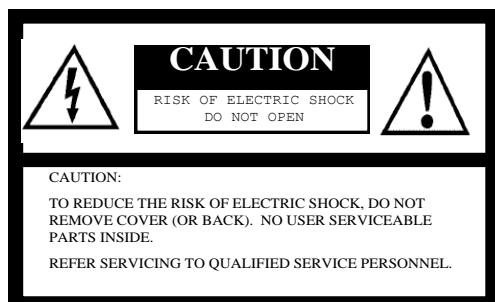 CAUTION
RISK OF ELECTRIC SHOCK
DO NOT OPEN
CAUTION:
TO REDUCE THE RISK OF ELECTRIC SHOCK, DO NOT
REMOVE COVER (OR BACK). NO USER SERVICEABLE
PARTS INSIDE.
REFER SERVICING TO QUALIFIED SERVICE PERSONNEL.